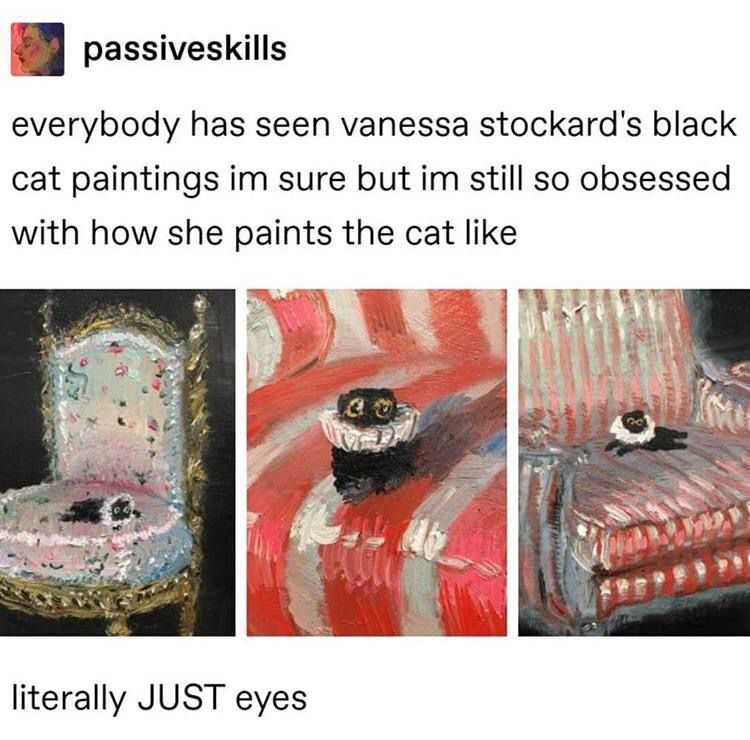 passiveskills
everybody has seen vanessa stockard's black
cat paintings im sure but im still so obsessed
with how she paints the cat like
literally JUST eyes